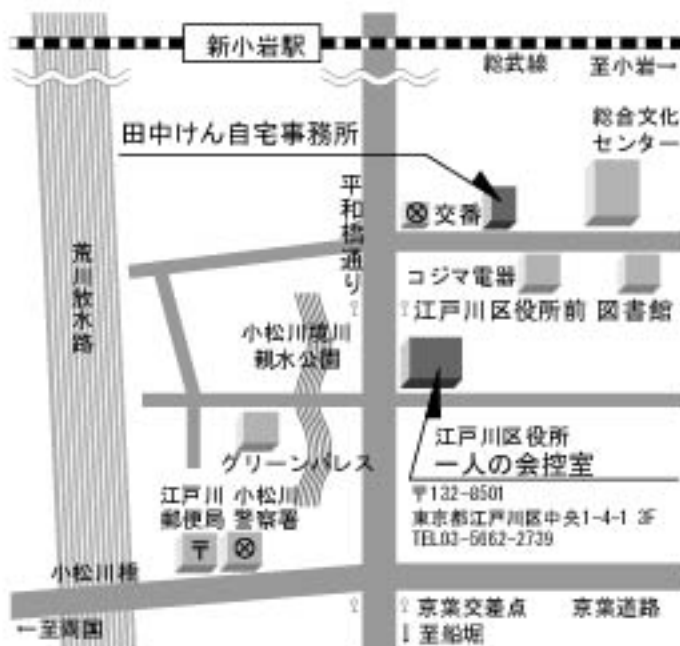 新小岩駅
総武線
至小岩→
田中けん自宅事務所
総合文化
センター
平和橋通り
交番
荒川放水路
コジマ電器
江戸川区役所前
図書館
小松川境川
親水公園
江戸川区役所
一人の会控室
〒132-8501
東京都江戸川区中央1-4-1 3F
TEL03-5662-2739
グリーンパレス
江戸川
郵便局
小松川
警察署
〒
小松川橋
←至両国
京葉交差点
京葉道路
↓至船堀